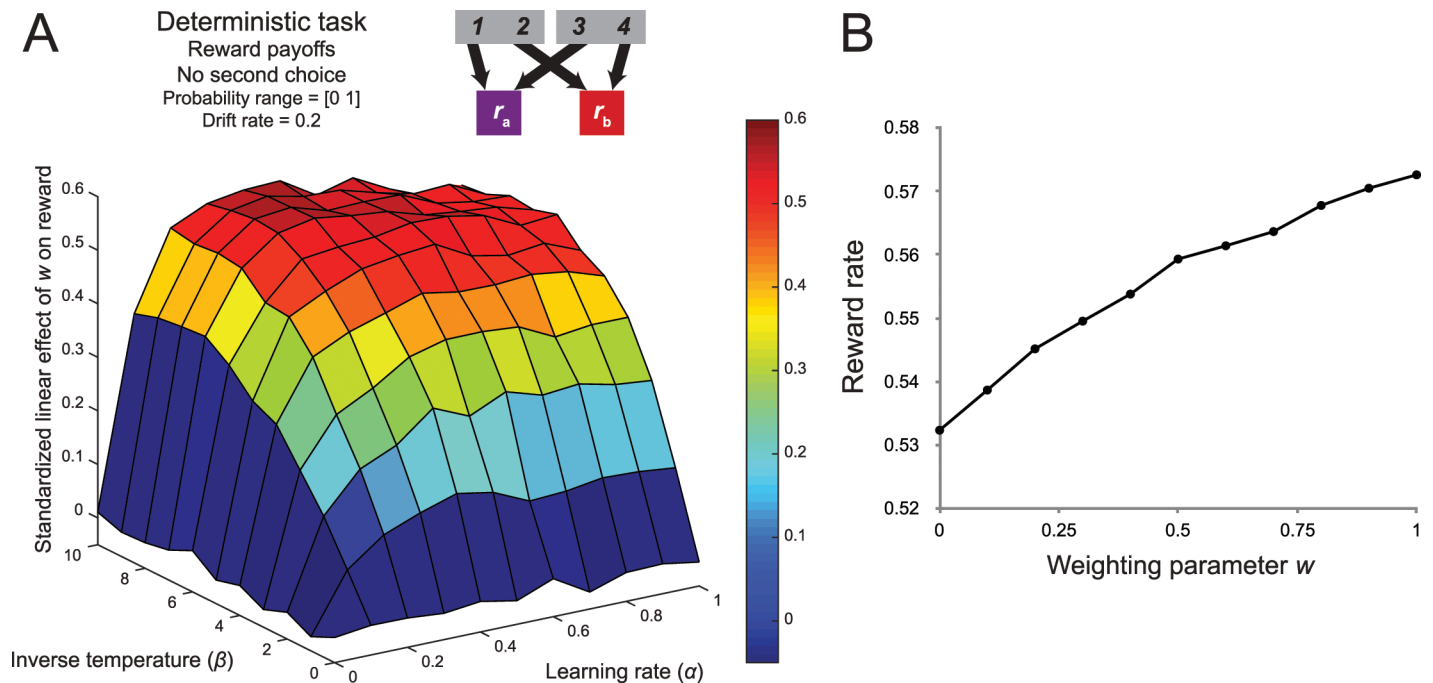 A
Deterministic task
Reward payoffs
No second choice
Probability range = [0 1]
Drift rate = 0.2
1 2 3 4
ra
rb
Standardized linear effect of w on reward
0.6
0.5
0.4
0.3
0.2
0.1
0
10
8
6
4
2
0
Inverse temperature (β)
0
0.2
0.4
0.6
0.8
1
Learning rate (α)
0.6
0.5
0.4
0.3
0.2
0.1
0
B
Reward rate
0.58
0.57
0.56
0.55
0.54
0.53
0.52
0 0.25 0.5 0.75 1
Weighting parameter w